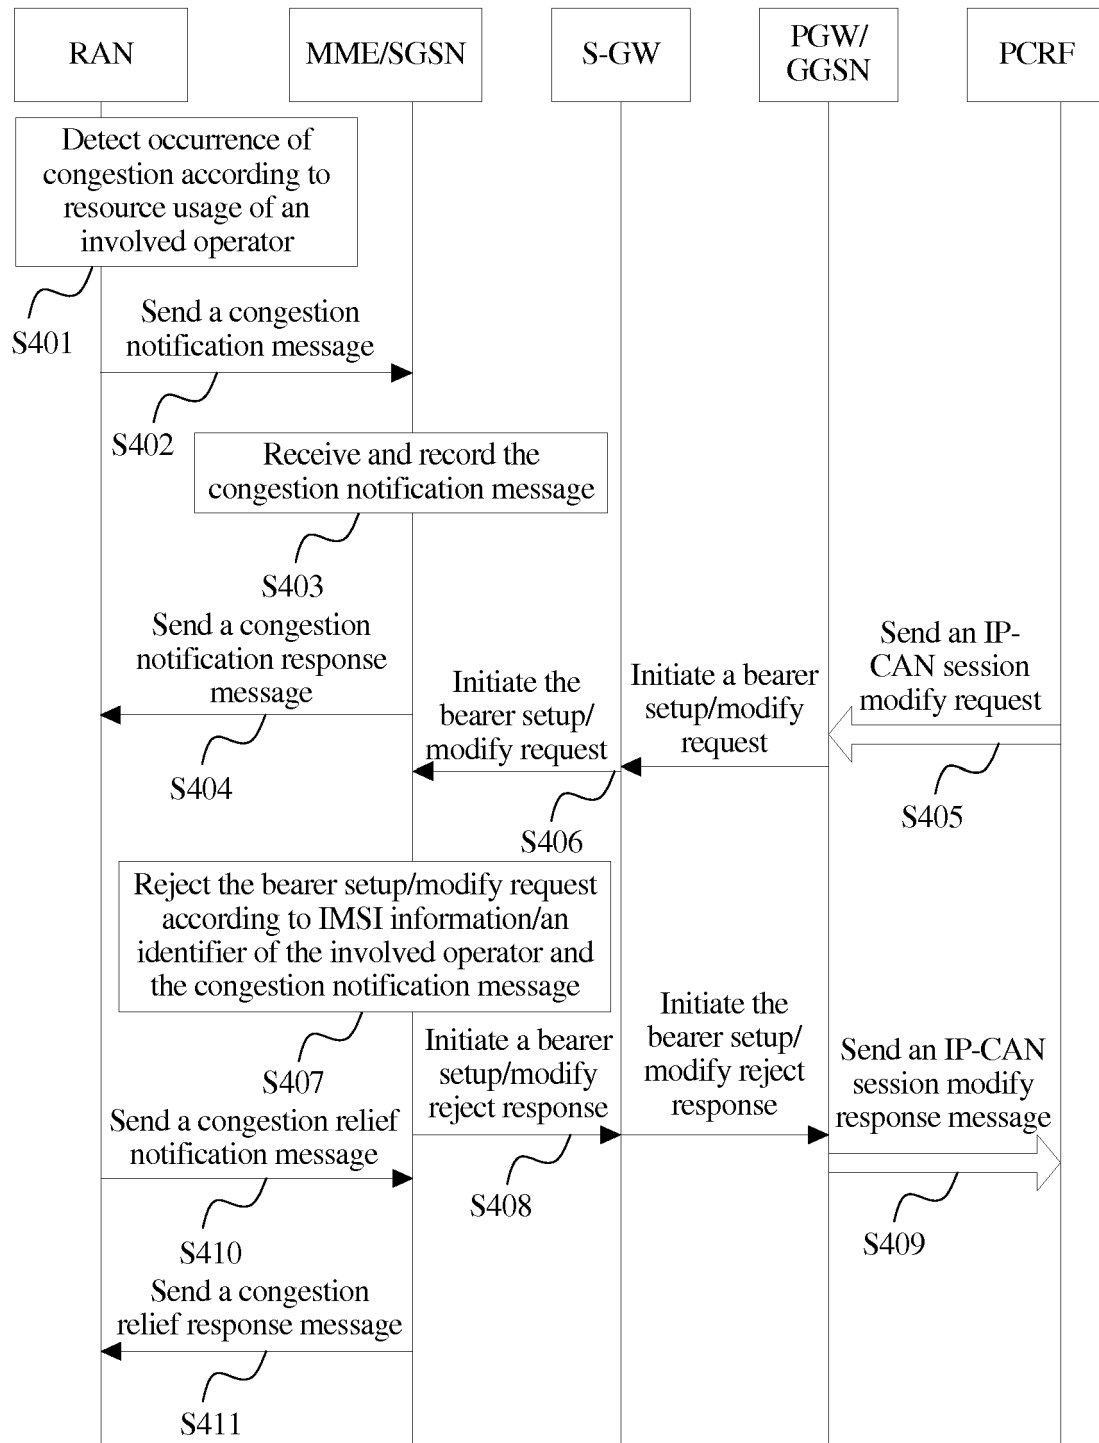 RAN
MME/SGSN
S-GW
PGW/
GGSN
PCRF
Detect occurrence of
congestion according to
resource usage of an
involved operator
S401
Send a congestion
notification message
S402
Receive and record the
congestion notification message
S403
Send a congestion
notification response
message
S404
Send an IP-
CAN session
modify request
S405
Initiate a bearer
setup/modify
request
Initiate the
bearer setup/
modify request
S406
Reject the bearer setup/modify request
according to IMSI information/an
identifier of the involved operator and
the congestion notification message
S407
Initiate a bearer
setup/modify
reject response
S408
Initiate the
bearer setup/
modify reject
response
Send an IP-CAN
session modify
response message
S409
Send a congestion relief
notification message
S410
Send a congestion
relief response message
S411